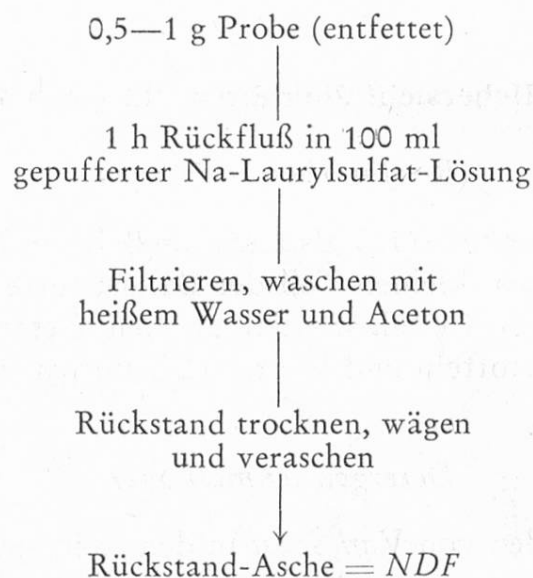 0,5—1 g Probe (entfettet)
1 h Rückfluß in 100 ml
gepufferter Na-Laurylsulfat-Lösung
Filtrieren, waschen mit
heißem Wasser und Aceton
Rückstand trocknen, wägen
und veraschen
Rückstand-Asche = NDF